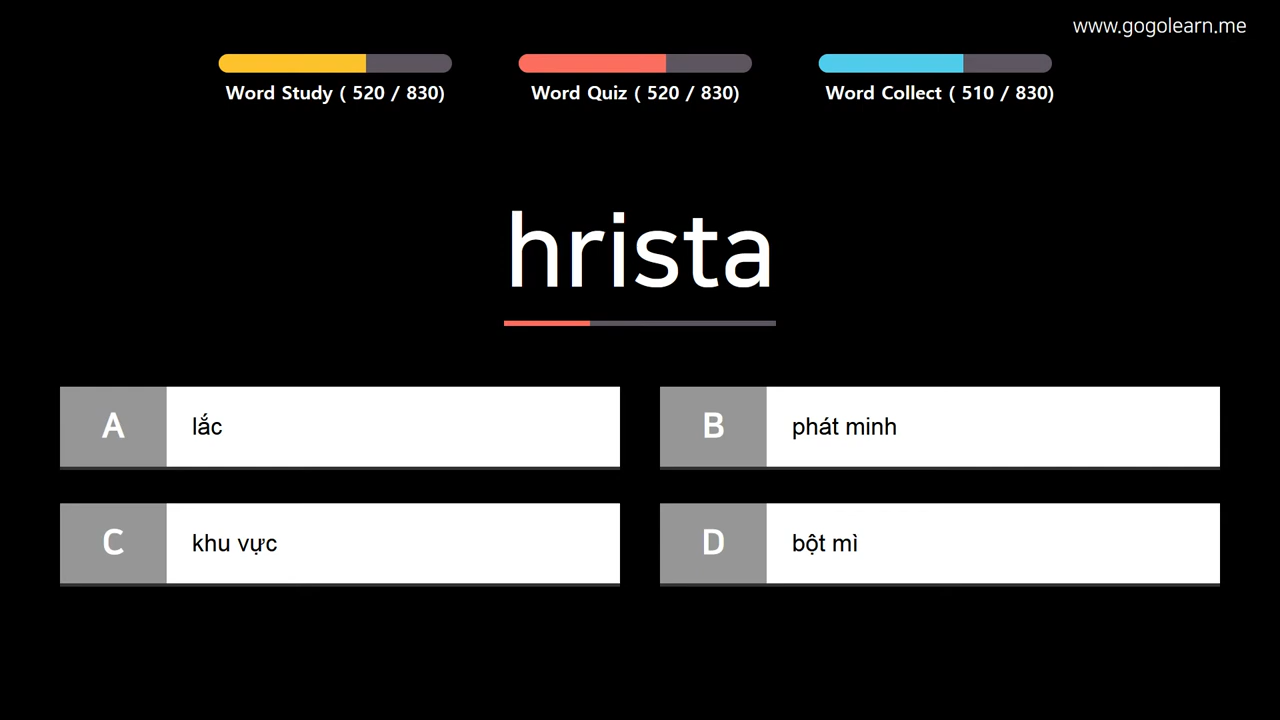 www.gogolearn.me
Word Study ( 520 / 830)
Word Quiz ( 520 / 830)
Word Collect ( 510 / 830)
hrista
A lắc
B phát minh
C khu vực
D bột mì